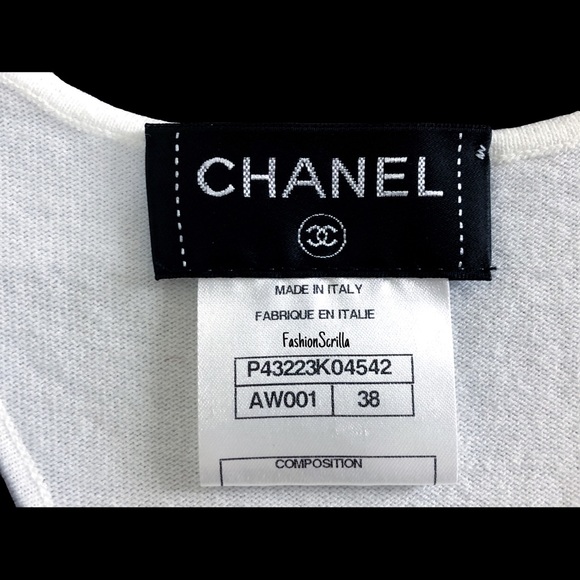 CHANEL
MADE IN ITALY
FABRIQUE EN ITALIE
FashionScrilla
P43223K04542
AW001 38
COMPOSITION